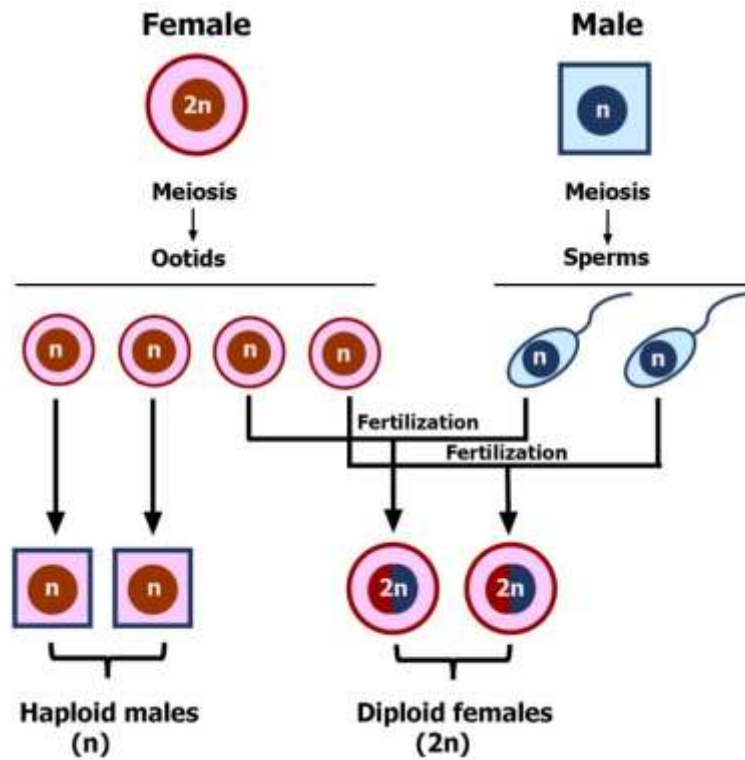 Female
Male
2n
n
Meiosis
Meiosis
Ootids
Sperms
n
n
n
n
n
n
Fertilization
Fertilization
n
n
2n
2n
Haploid males
(n)
Diploid females
(2n)